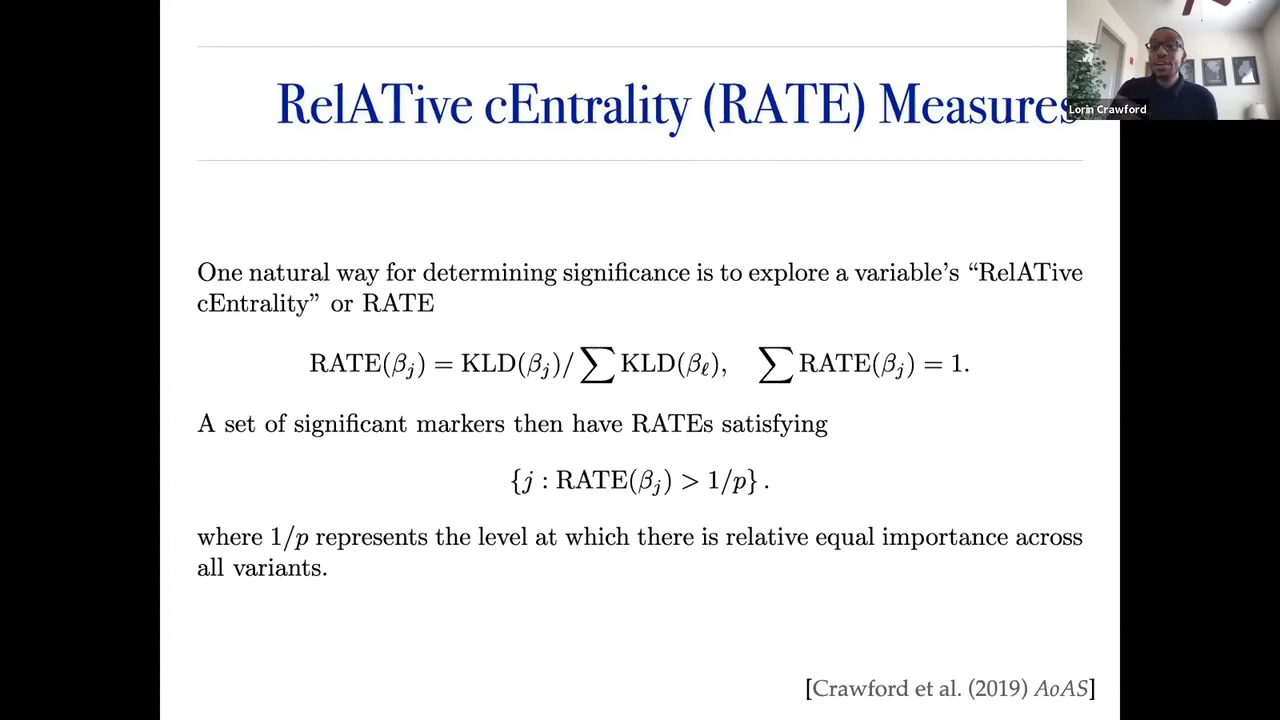 RelATive cEntrality (RATE) Measures
Lorin Crawford
One natural way for determining significance is to explore a variable's “RelATive
cEntrality” or RATE
RATE(βⱼ) = KLD(βⱼ)/ ∑ KLD(βℓ), ∑ RATE(βⱼ) = 1.
A set of significant markers then have RATEs satisfying
{j : RATE(βⱼ) > 1/p} .
where 1/p represents the level at which there is relative equal importance across
all variants.
[Crawford et al. (2019) AoAS]